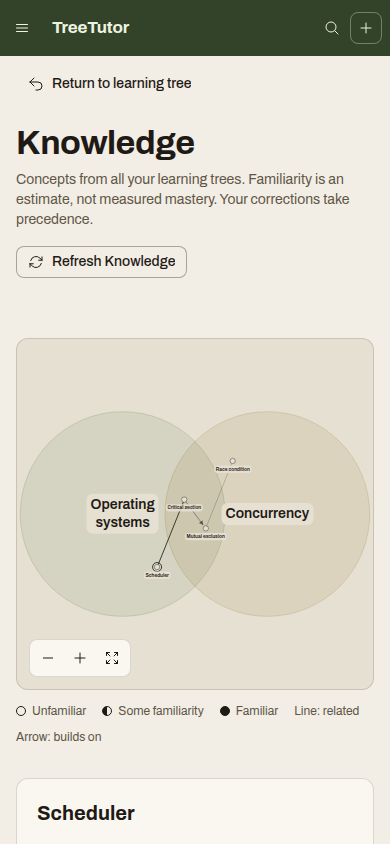 TreeTutor
Return to learning tree
Knowledge
Concepts from all your learning trees. Familiarity is an
estimate, not measured mastery. Your corrections take
precedence.
Refresh Knowledge
Race condition
Operating
systems
Critical section
Concurrency
Mutual exclusion
Scheduler
Unfamiliar
Some familiarity
Familiar
Line: related
Arrow: builds on
Scheduler